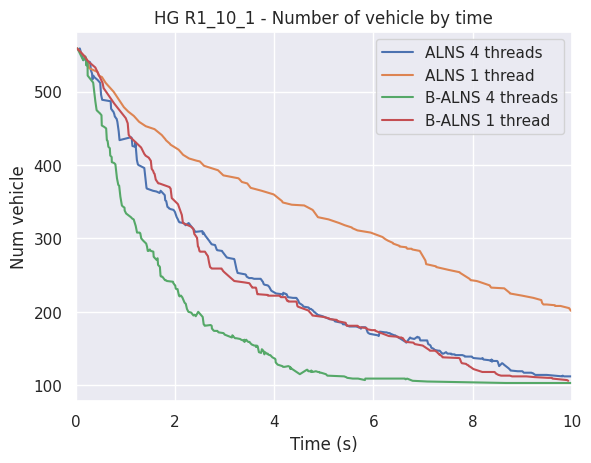 HG R1_10_1 - Number of vehicle by time
ALNS 4 threads
ALNS 1 thread
B-ALNS 4 threads
B-ALNS 1 thread
500
400
300
200
100
Num vehicle
0 2 4 6 8 10
Time (s)